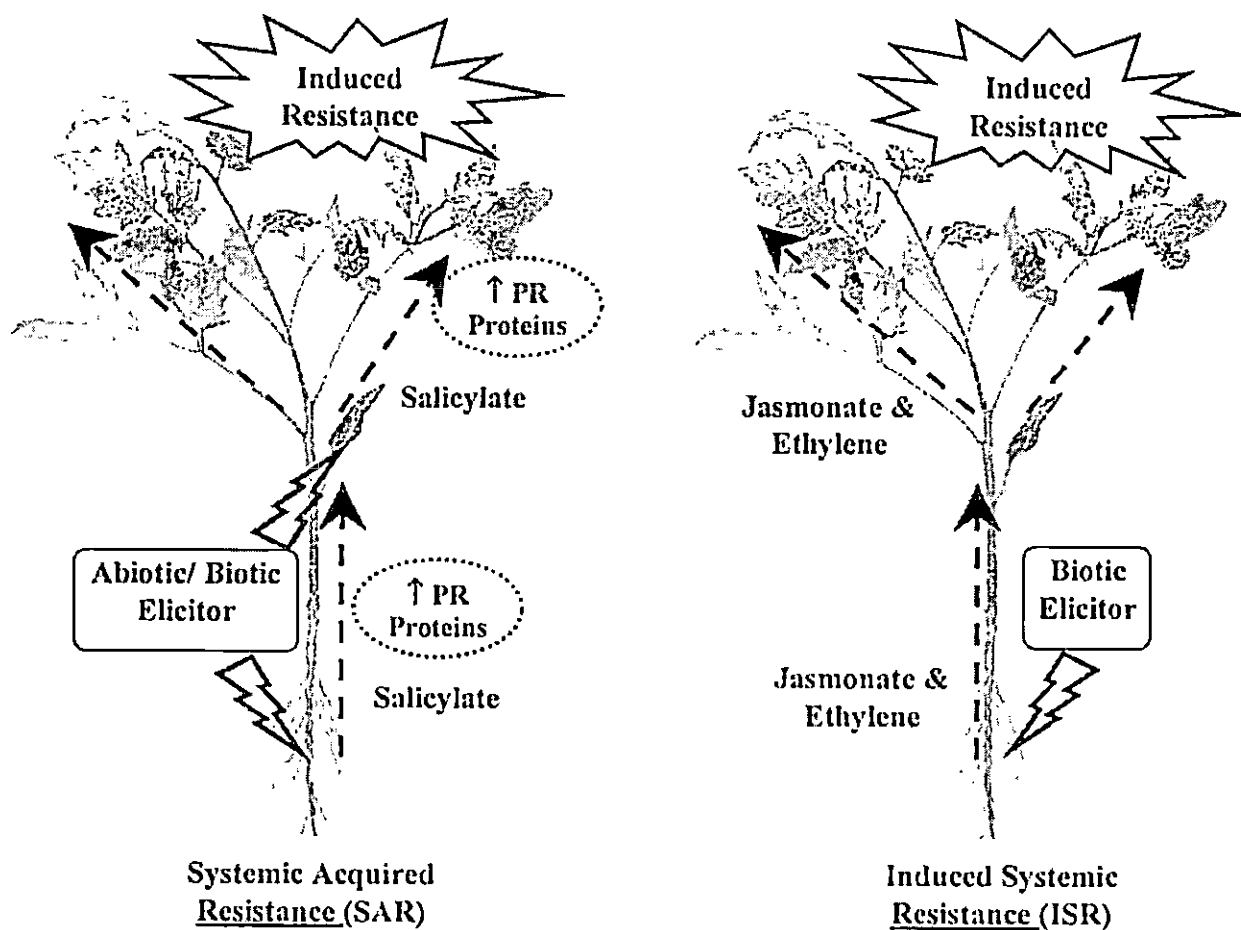 Induced
Resistance
↑ PR
Proteins
Salicylate
Abiotic/ Biotic
Elicitor
↑ PR
Proteins
Salicylate
Systemic Acquired
Resistance (SAR)
Induced
Resistance
Jasmonate &
Ethylene
Biotic
Elicitor
Jasmonate &
Ethylene
Induced Systemic
Resistance (ISR)